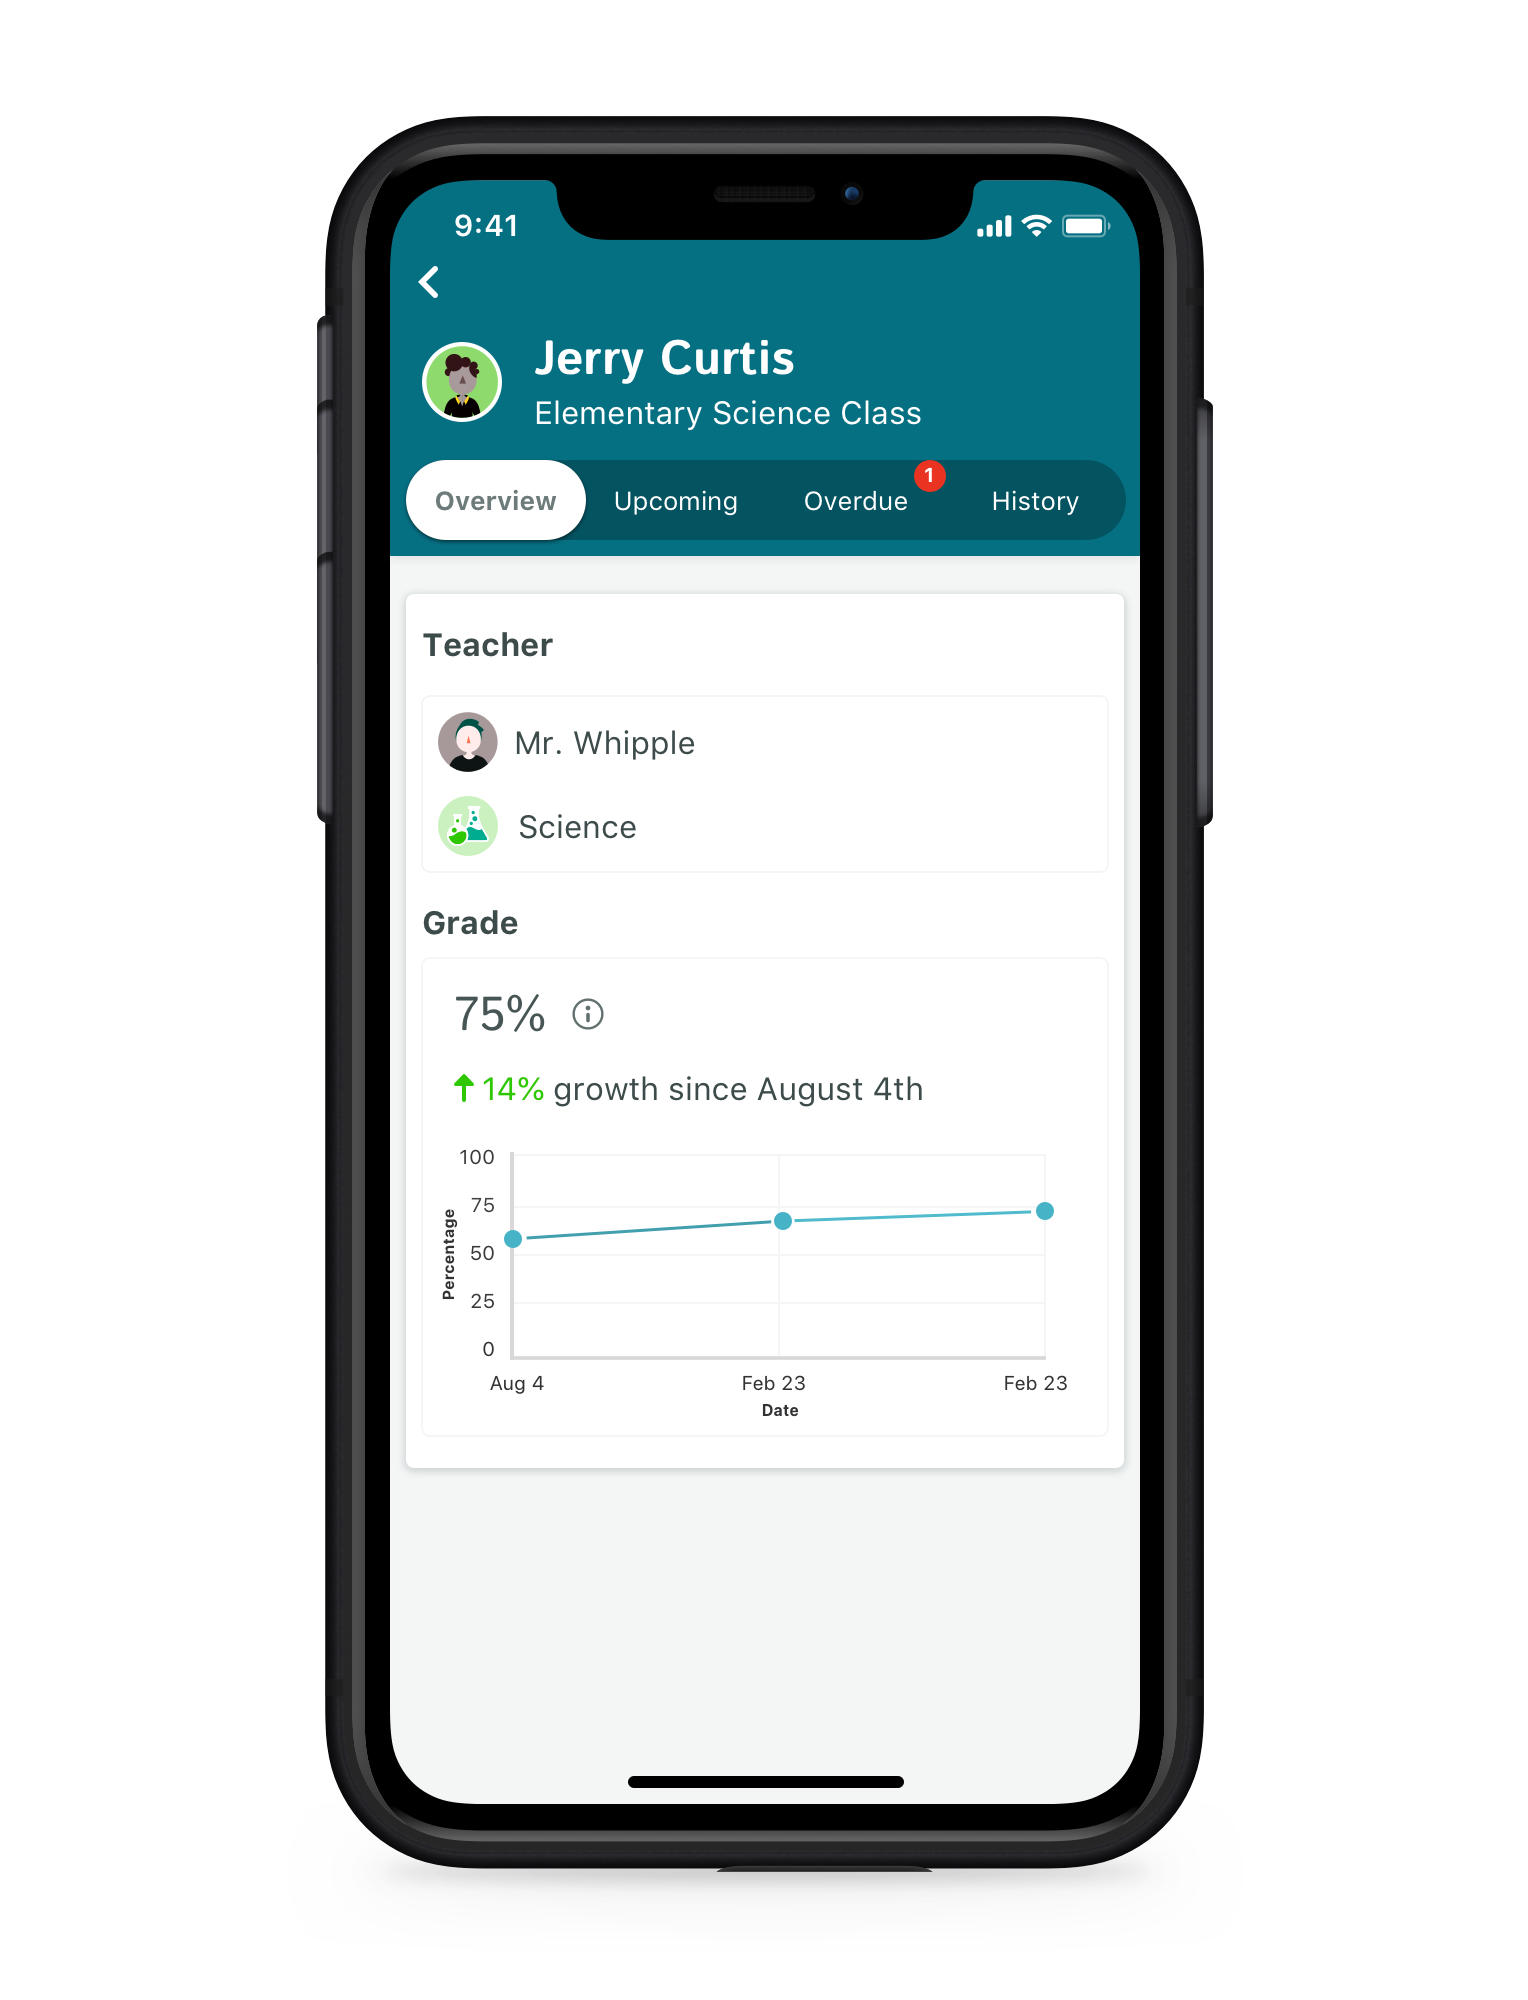 9:41
Jerry Curtis
Elementary Science Class
Overview Upcoming Overdue 1 History
Teacher
Mr. Whipple
Science
Grade
75%
14% growth since August 4th
100
75
50
25
0
Percentage
Aug 4 Feb 23 Feb 23
Date